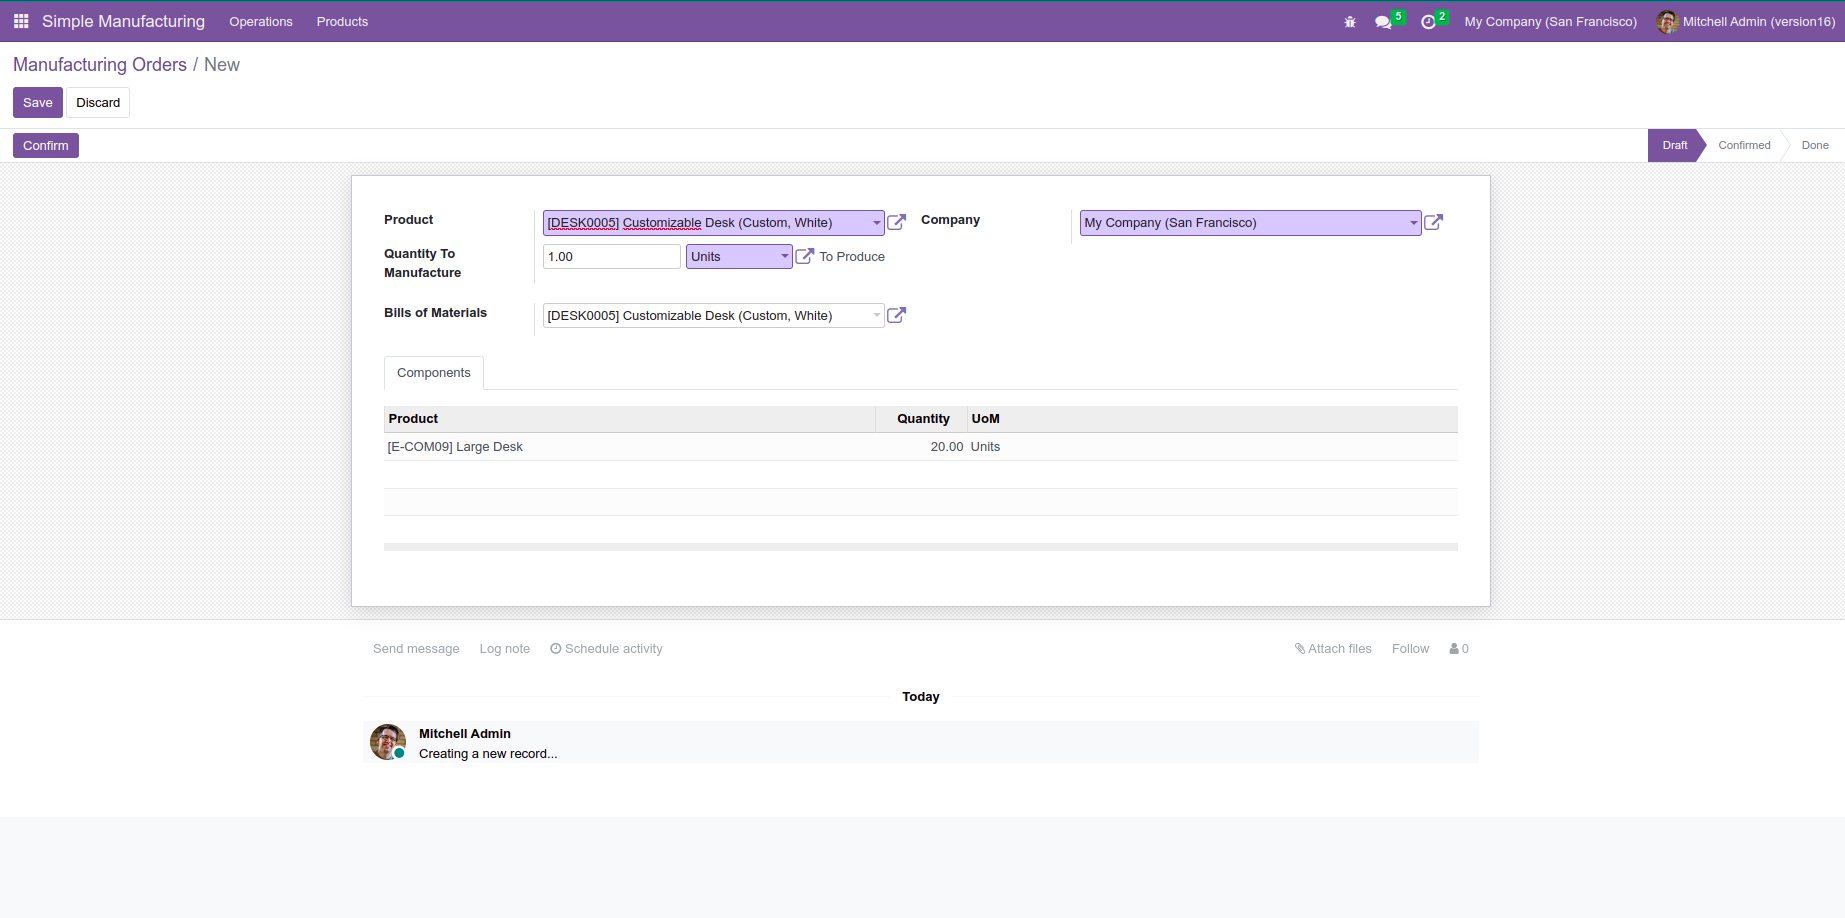 Simple Manufacturing Operations Products 5 2 My Company (San Francisco) Mitchell Admin (version16)
Manufacturing Orders / New
Save Discard
Confirm Draft Confirmed Done
Product [DESK0005] Customizable Desk (Custom, White) Company My Company (San Francisco)
Quantity To Manufacture 1.00 Units To Produce
Bills of Materials [DESK0005] Customizable Desk (Custom, White)
Components
Product Quantity UoM
[E-COM09] Large Desk 20.00 Units
Send message Log note Schedule activity Attach files Follow 0
Today
Mitchell Admin
Creating a new record...